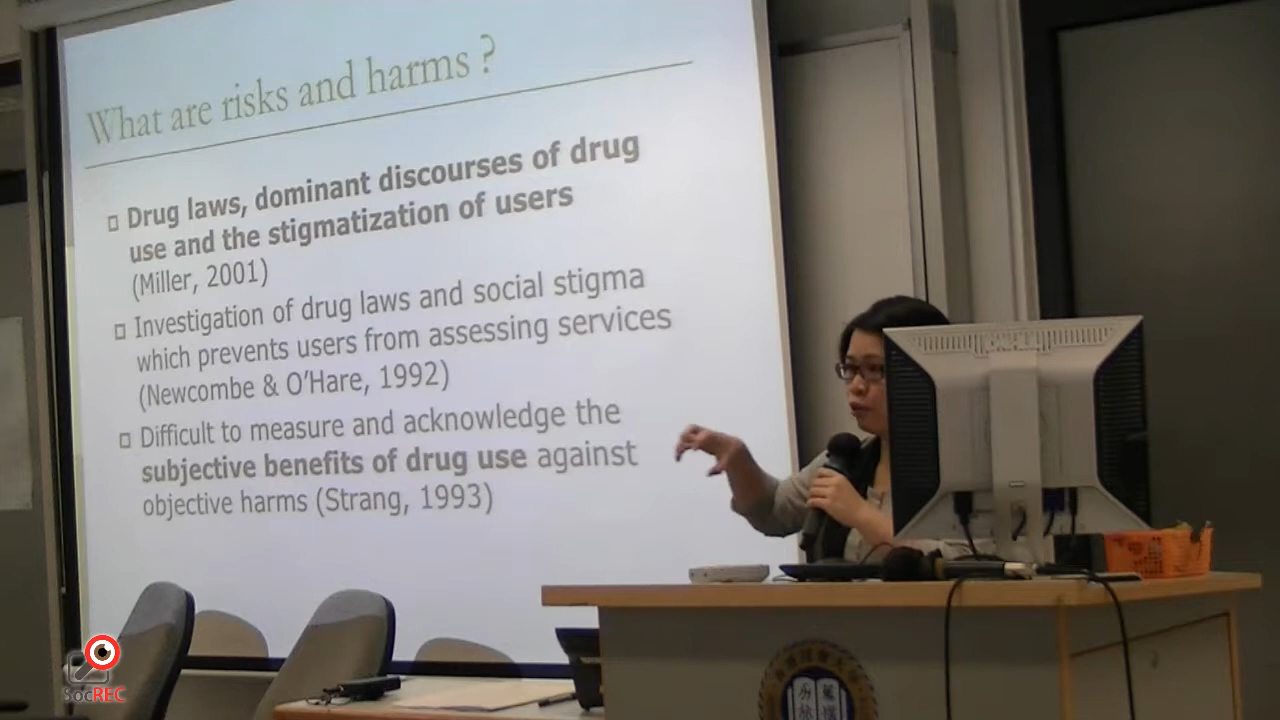 What are risks and harms ?
Drug laws, dominant discourses of drug
use and the stigmatization of users
(Miller, 2001)
Investigation of drug laws and social stigma
which prevents users from assessing services
(Newcombe & O'Hare, 1992)
Difficult to measure and acknowledge the
subjective benefits of drug use against
objective harms (Strang, 1993)
SocREC